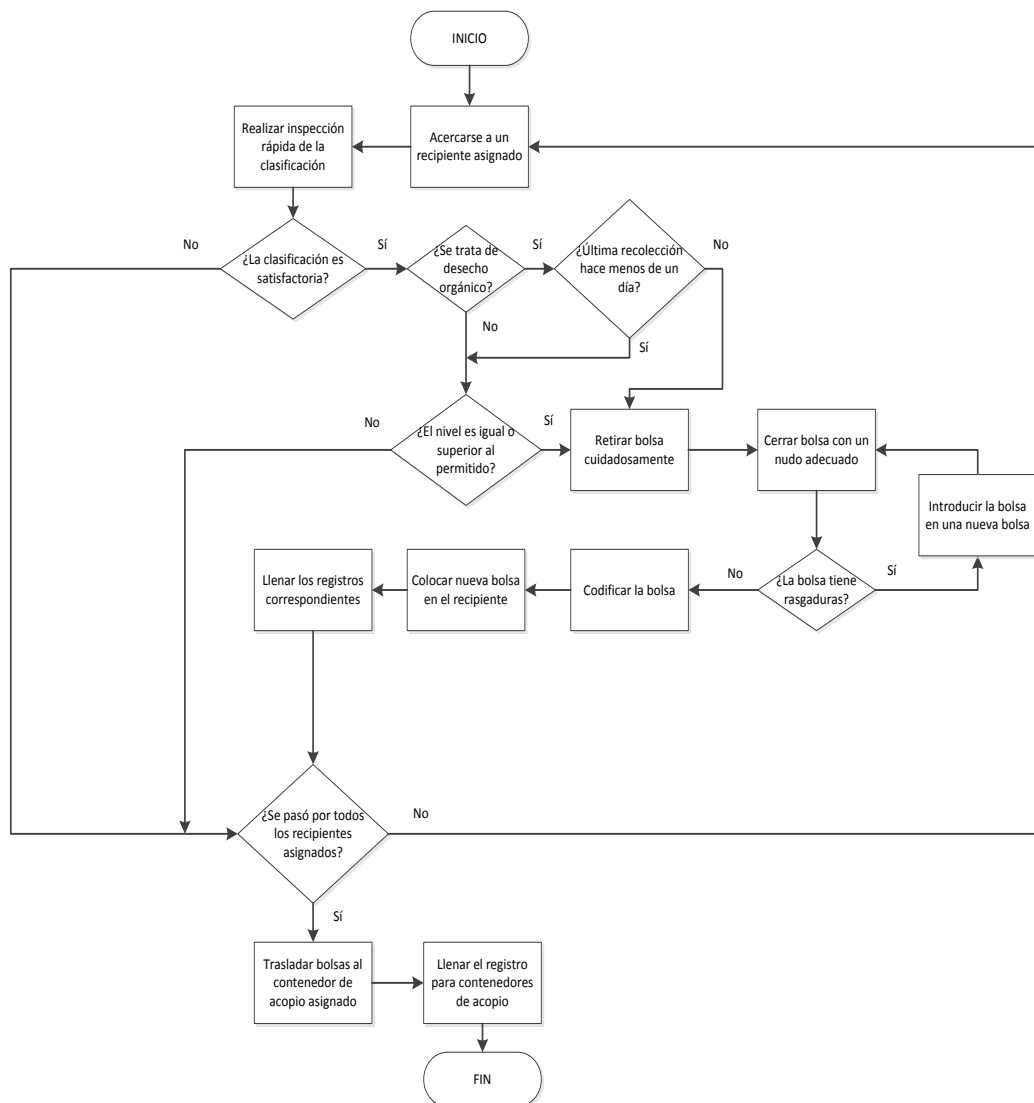 INICIO
Realizar inspección
rápida de la
clasificación
Acercarse a un
recipiente asignado
No
¿La clasificación es
satisfactoria?
Sí
¿Se trata de
desecho
orgánico?
Sí
¿Última recolección
hace menos de un
día?
No
No
Sí
No
¿El nivel es igual o
superior al
permitido?
Sí
Retirar bolsa
cuidadosamente
Cerrar bolsa con un
nudo adecuado
Introducir la bolsa
en una nueva bolsa
Llenar los registros
correspondientes
Colocar nueva bolsa
en el recipiente
Codificar la bolsa
No
¿La bolsa tiene
rasgaduras?
Sí
¿Se pasó por todos
los recipientes
asignados?
No
Sí
Trasladar bolsas al
contenedor de
acopio asignado
Llenar el registro
para contenedores
de acopio
FIN